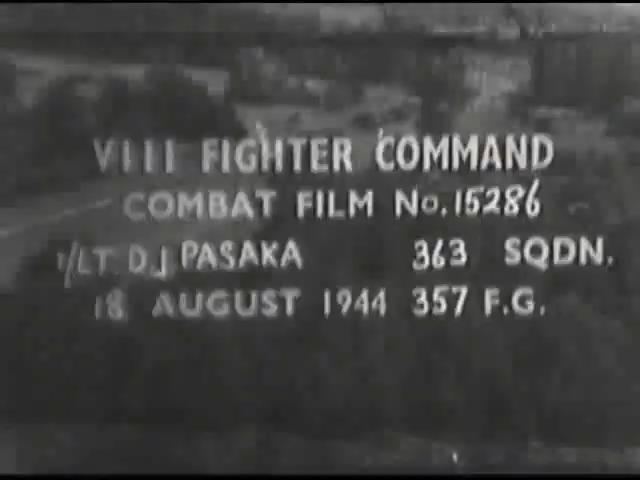 VIII FIGHTER COMMAND
COMBAT FILM No. 15286
1/LT. D.J. PASAKA 363 SQDN.
18 AUGUST 1944 357 F.G.